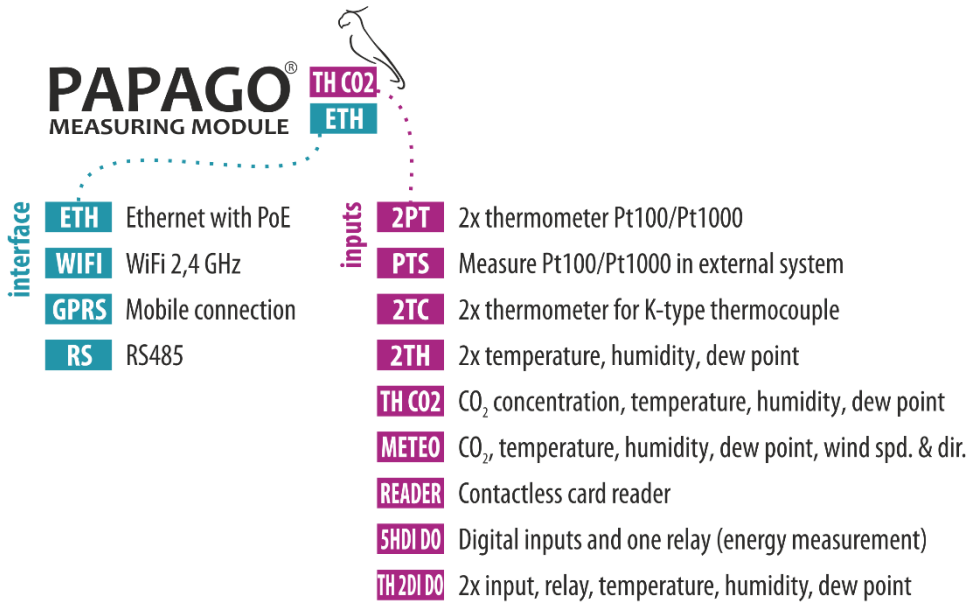 PAPAGO® TH CO2
MEASURING MODULE ETH
interface
ETH Ethernet with PoE
WIFI WiFi 2,4 GHz
GPRS Mobile connection
RS RS485
inputs
2PT 2x thermometer Pt100/Pt1000
PTS Measure Pt100/Pt1000 in external system
2TC 2x thermometer for K-type thermocouple
2TH 2x temperature, humidity, dew point
TH CO2 CO₂ concentration, temperature, humidity, dew point
METEO CO₂, temperature, humidity, dew point, wind spd. & dir.
READER Contactless card reader
5HDI DO Digital inputs and one relay (energy measurement)
TH 2DI DO 2x input, relay, temperature, humidity, dew point